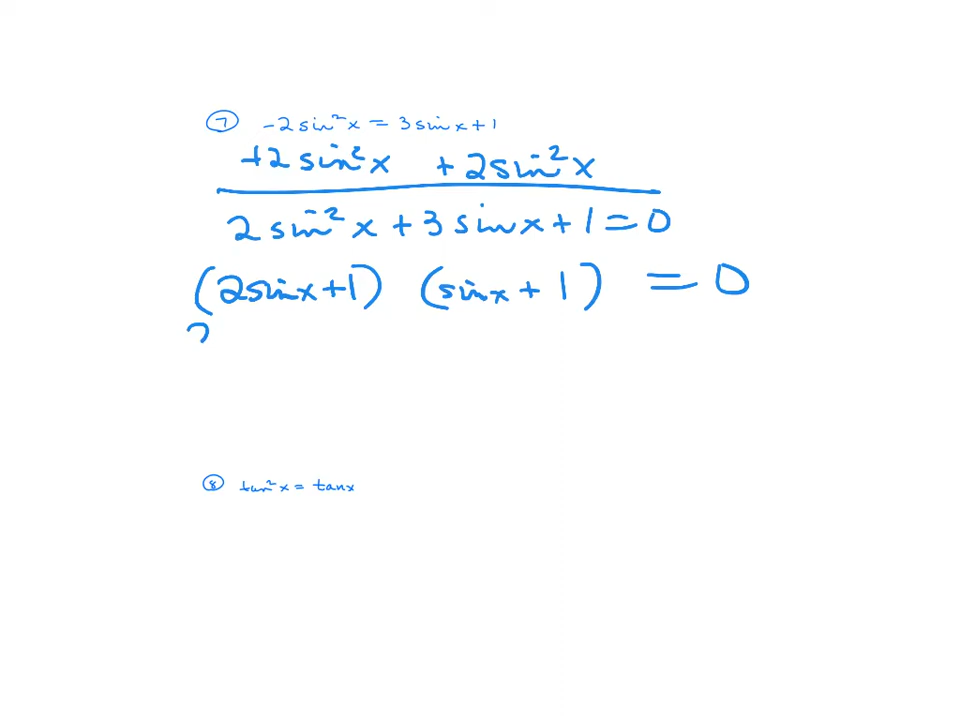 ⑦ -2sin²x = 3sinx+1
+2sin²x +2sin²x
2sin²x+3sinx+1=0
(2sinx+1) (sinx+1) =0
⑧ tan²x = tanx